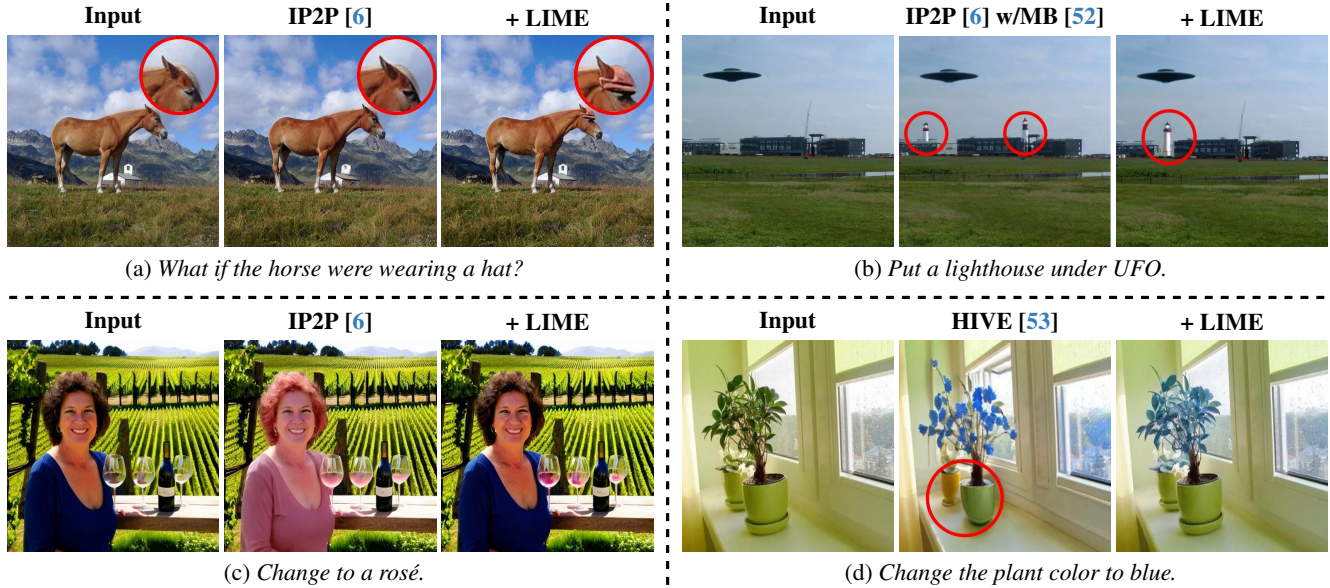 Input IP2P [6] + LIME
(a) What if the horse were wearing a hat?
Input IP2P [6] w/MB [52] + LIME
(b) Put a lighthouse under UFO.
Input IP2P [6] + LIME
(c) Change to a rosé.
Input HIVE [53] + LIME
(d) Change the plant color to blue.